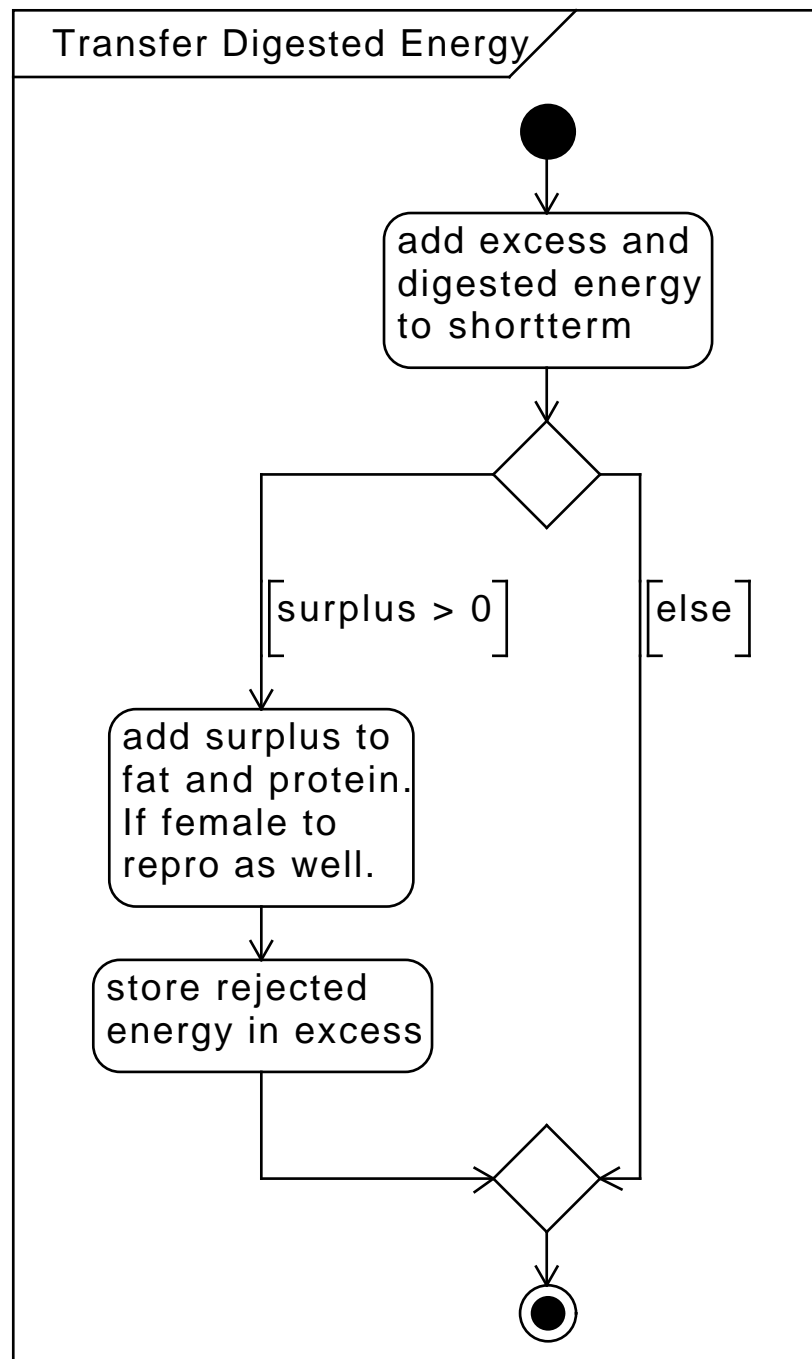 Transfer Digested Energy
add excess and
digested energy
to shortterm
[surplus > 0]
[else]
add surplus to
fat and protein.
If female to
repro as well.
store rejected
energy in excess